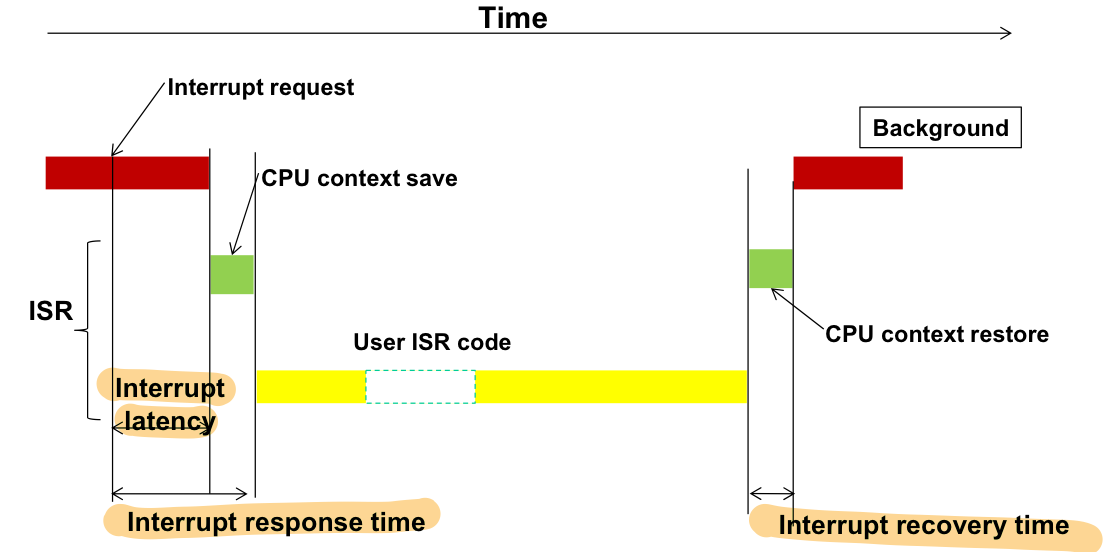 Time
Interrupt request
Background
CPU context save
ISR
User ISR code
CPU context restore
Interrupt
latency
Interrupt response time
Interrupt recovery time